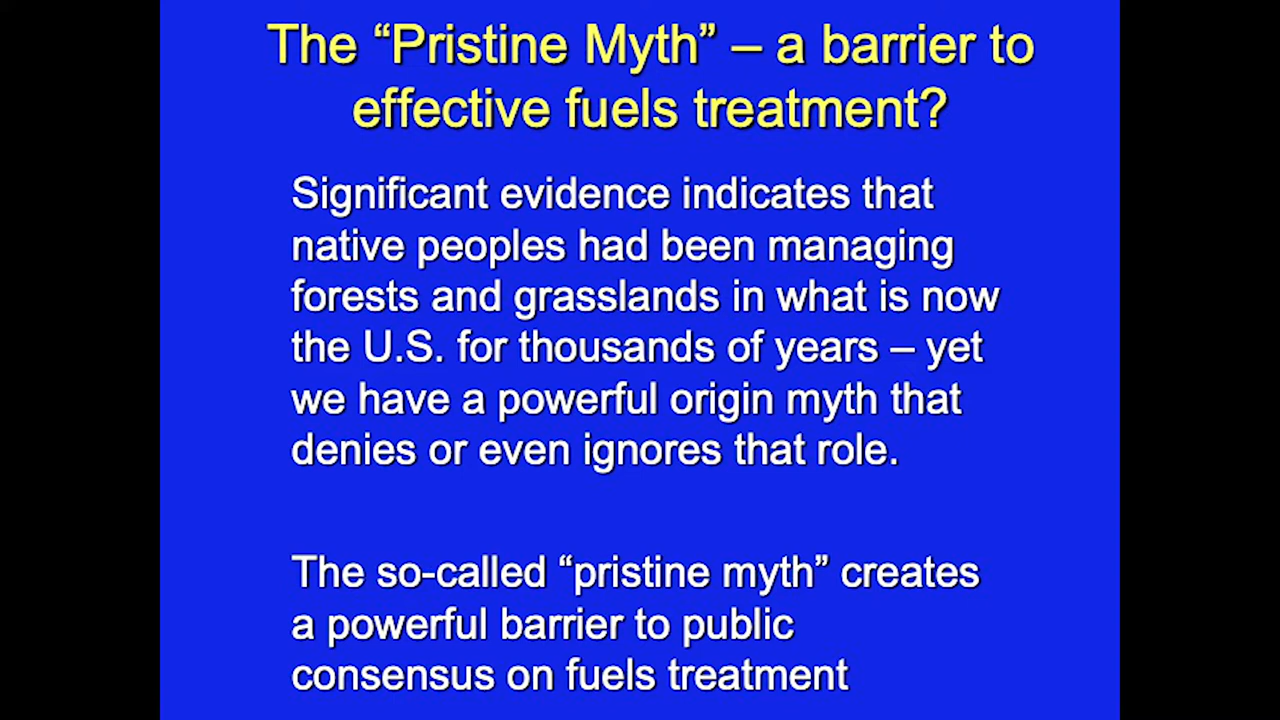 The “Pristine Myth” – a barrier to
effective fuels treatment?
Significant evidence indicates that
native peoples had been managing
forests and grasslands in what is now
the U.S. for thousands of years – yet
we have a powerful origin myth that
denies or even ignores that role.
The so-called “pristine myth” creates
a powerful barrier to public
consensus on fuels treatment